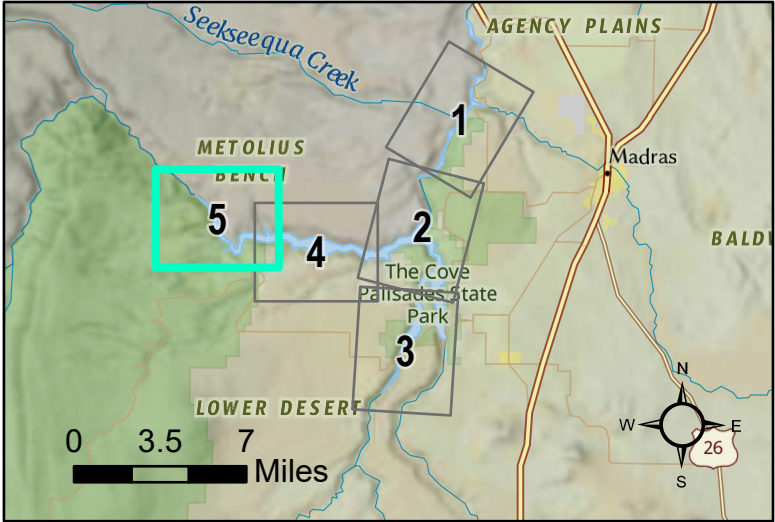 AGENCY PLAINS
Seekseequa Creek
1
METOLIUS
BENCH
Madras
5
4
2
BALDW
The Cove
Palisades State
Park
3
LOWER DESERT
N
W
E
S
26
0 3.5 7
Miles